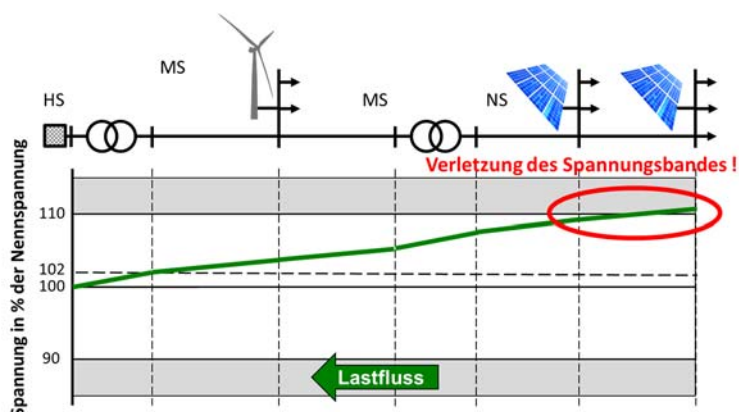 MS
HS
MS
NS
Verletzung des Spannungsbandes !
Spannung in % der Nennspannung
110
102
100
90
Lastfluss